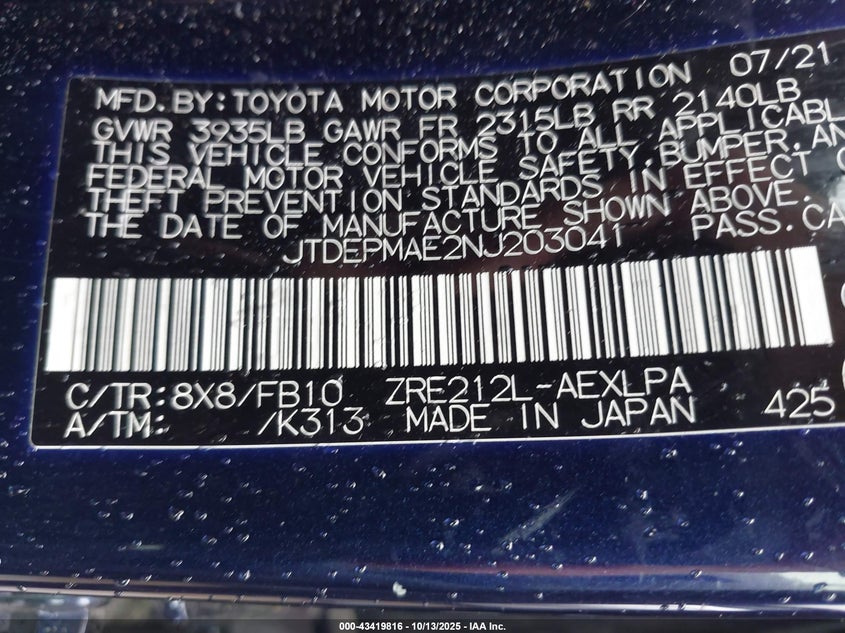 MFD. BY: TOYOTA MOTOR CORPORATION 07/21
GVWR 3935LB GAWR FR 2315LB RR 2140LB
THIS VEHICLE CONFORMS TO ALL APPLICABL
FEDERAL MOTOR VEHICLE SAFETY, BUMPER, AN
THEFT PREVENTION STANDARDS IN EFFECT O
THE DATE OF MANUFACTURE SHOWN ABOVE.
JTDEPMAE2NJ203041 PASS. CA
C/TR: 8X8/FB10 ZRE212L-AEXLPA
A/TM: /K313 MADE IN JAPAN 425
000-43419816 - 10/13/2025 - IAA Inc.